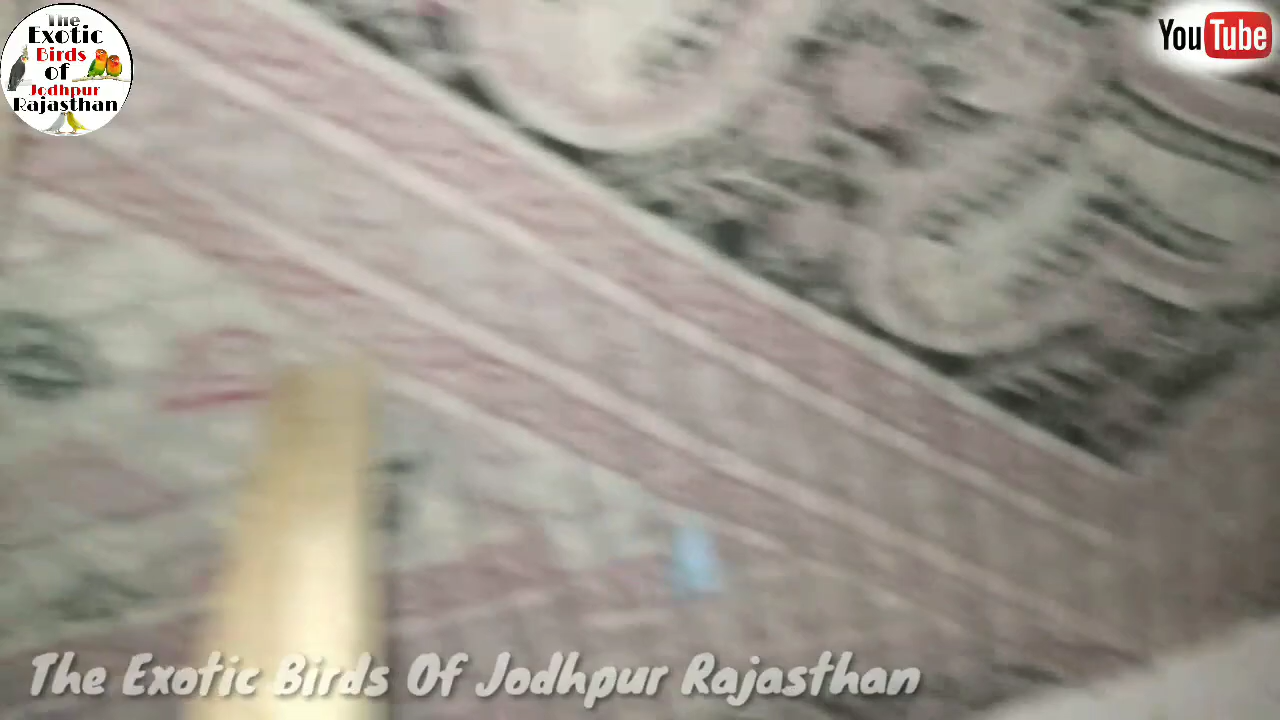 The
Exotic
Birds
of
Jodhpur
Rajasthan
YouTube
The Exotic Birds Of Jodhpur Rajasthan